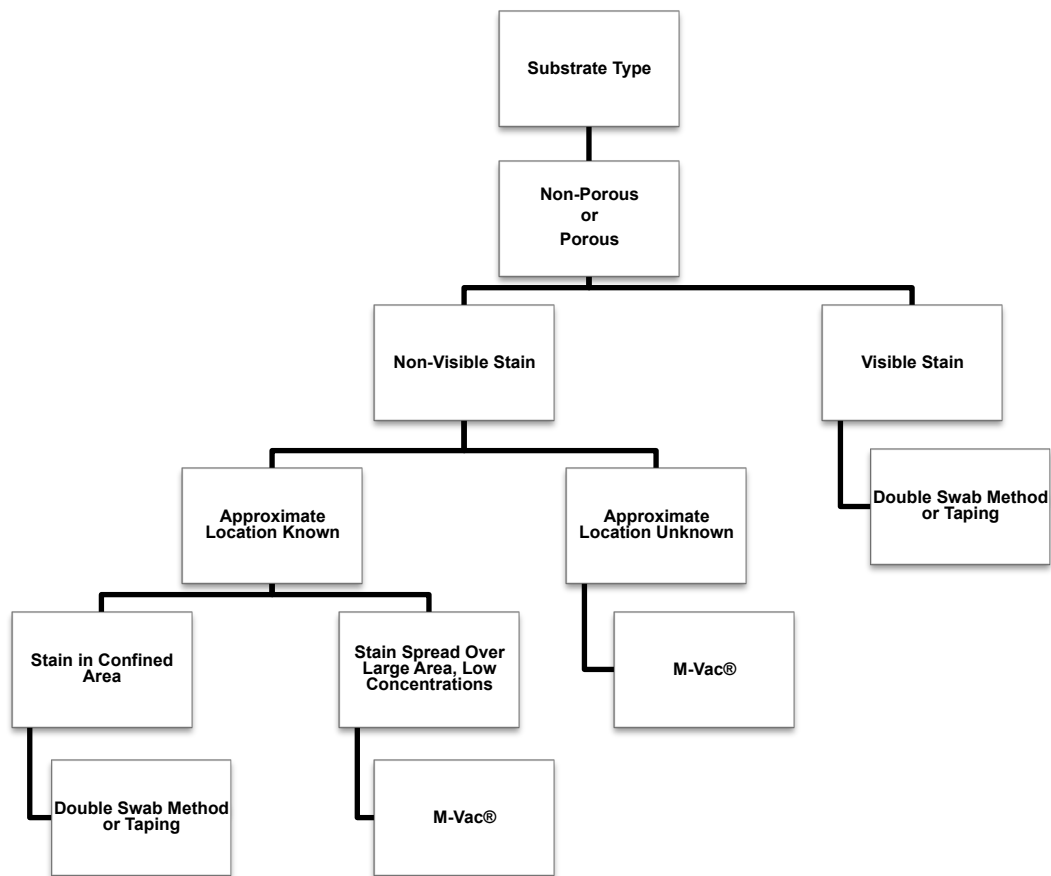 Substrate Type
Non-Porous
or
Porous
Non-Visible Stain
Visible Stain
Approximate
Location Known
Approximate
Location Unknown
Double Swab Method
or Taping
Stain in Confined
Area
Stain Spread Over
Large Area, Low
Concentrations
M-Vac®
Double Swab Method
or Taping
M-Vac®